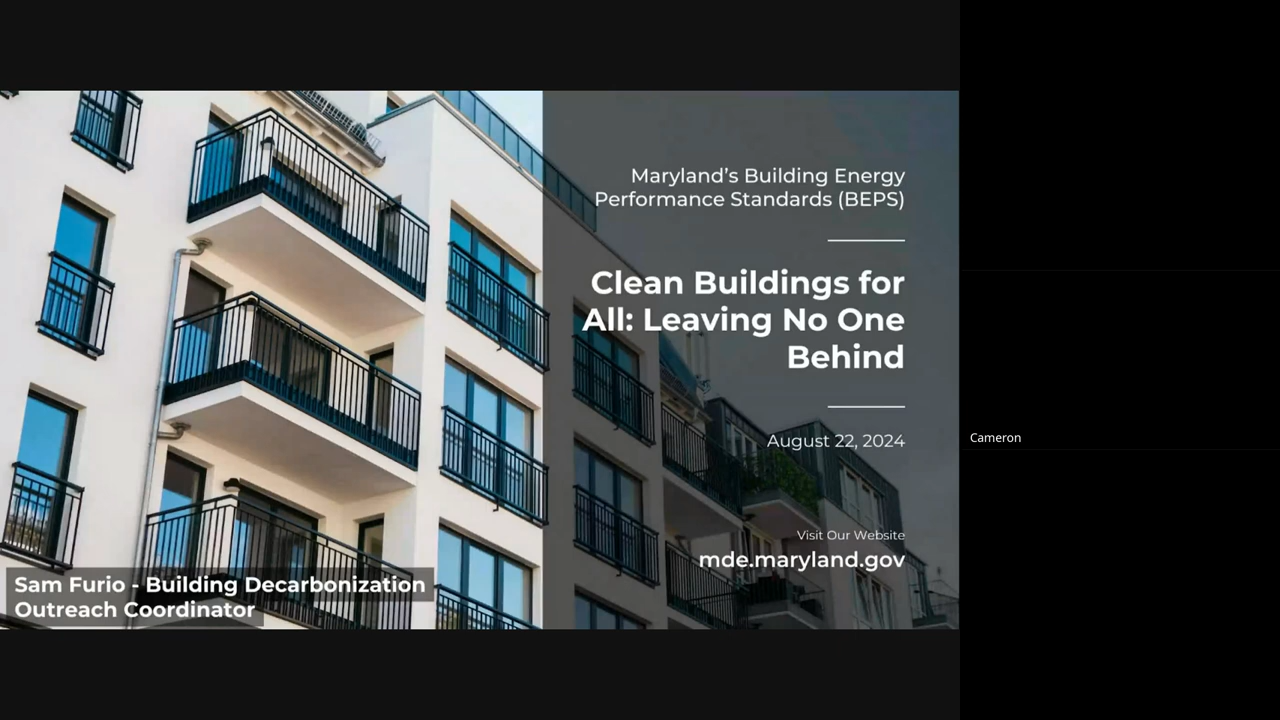 Maryland's Building Energy
Performance Standards (BEPS)
Clean Buildings for
All: Leaving No One
Behind
August 22, 2024
Visit Our Website
mde.maryland.gov
Sam Furio - Building Decarbonization
Outreach Coordinator
Cameron